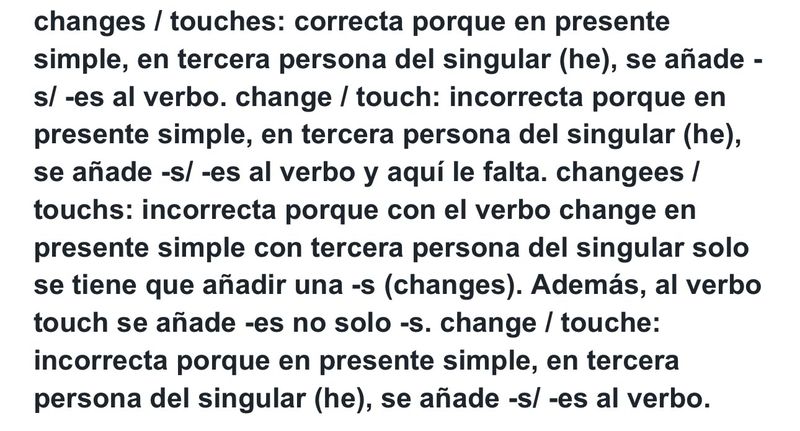 changes / touches: correcta porque en presente
simple, en tercera persona del singular (he), se añade -
s/ -es al verbo. change / touch: incorrecta porque en
presente simple, en tercera persona del singular (he),
se añade -s/ -es al verbo y aquí le falta. changees /
touchs: incorrecta porque con el verbo change en
presente simple con tercera persona del singular solo
se tiene que añadir una -s (changes). Además, al verbo
touch se añade -es no solo -s. change / touche:
incorrecta porque en presente simple, en tercera
persona del singular (he), se añade -s/ -es al verbo.